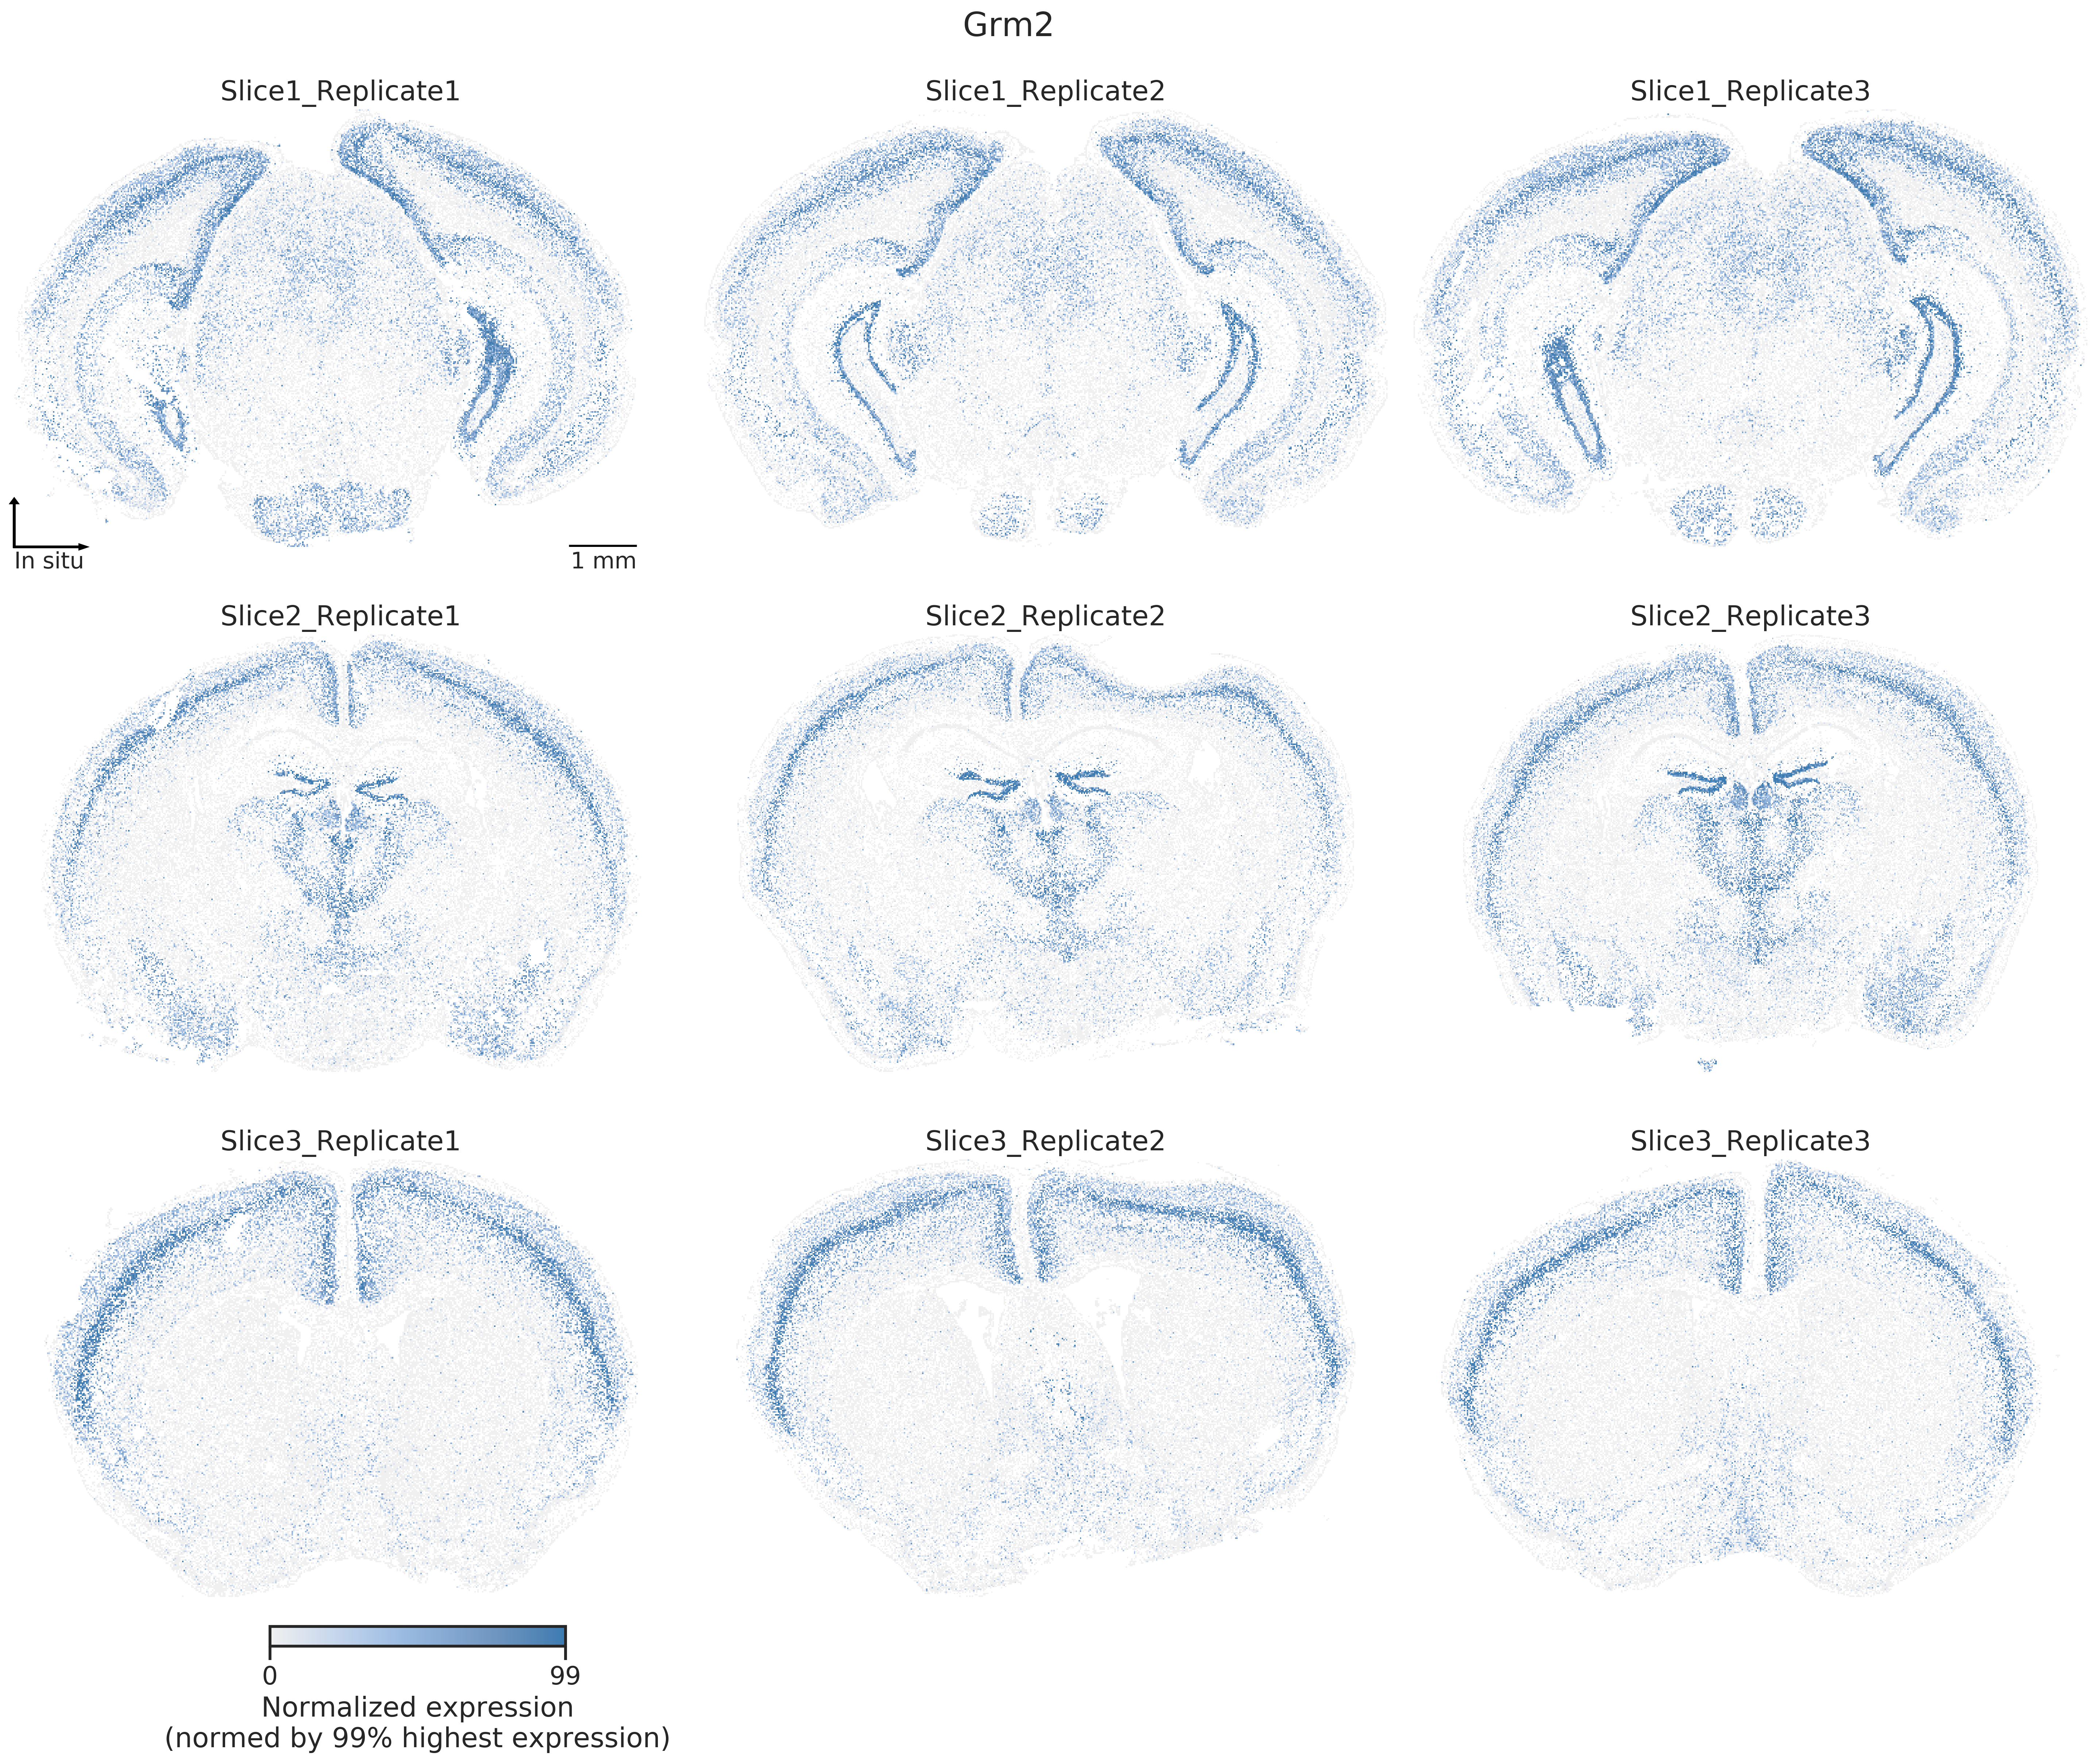 Grm2
Slice1_Replicate1
Slice1_Replicate2
Slice1_Replicate3
In situ
1 mm
Slice2_Replicate1
Slice2_Replicate2
Slice2_Replicate3
Slice3_Replicate1
Slice3_Replicate2
Slice3_Replicate3
0
99
Normalized expression
(normed by 99% highest expression)